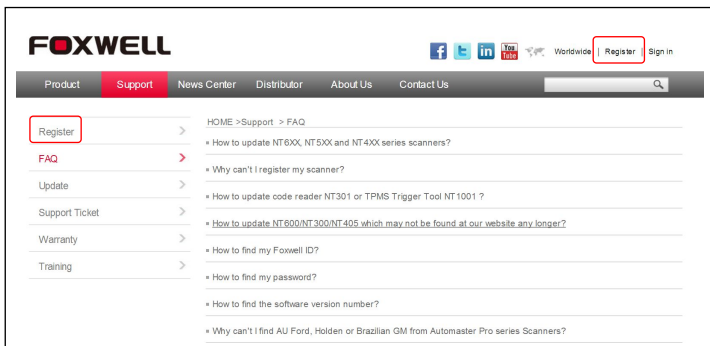 FOXWELL
f t in You Tube Worldwide | Register | Sign in
Product Support News Center Distributor About Us Contact Us
Register
FAQ
Update
Support Ticket
Warranty
Training
HOME >Support > FAQ
How to update NT6XX, NT5XX and NT4XX series scanners?
Why can't I register my scanner?
How to update code reader NT301 or TPMS Trigger Tool NT1001 ?
How to update NT600/NT300/NT405 which may not be found at our website any longer?
How to find my Foxwell ID?
How to find my password?
How to find the software version number?
Why can't I find AU Ford, Holden or Brazilian GM from Automaster Pro series Scanners?